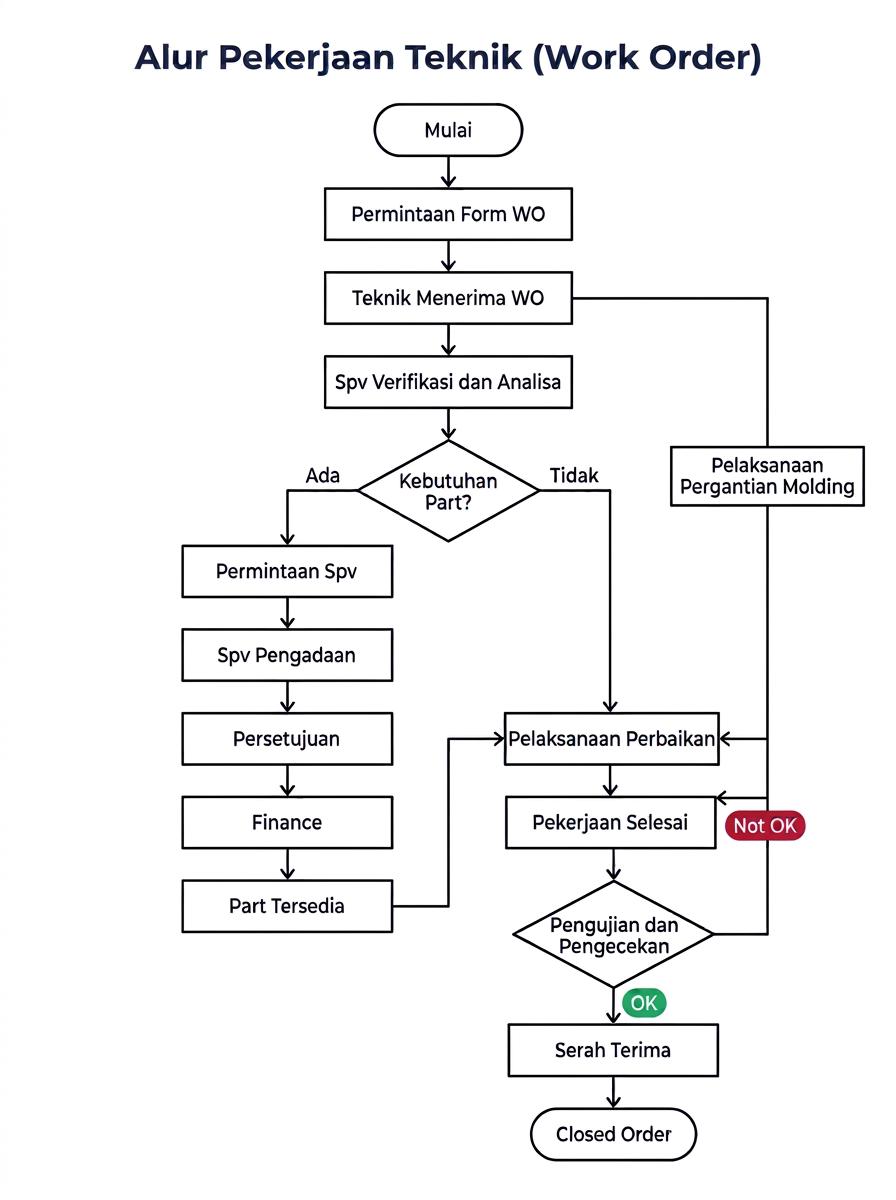 Alur Pekerjaan Teknik (Work Order)
Mulai
Permintaan Form WO
Teknik Menerima WO
Spv Verifikasi dan Analisa
Kebutuhan
Part?
Ada
Tidak
Pelaksanaan
Pergantian Molding
Permintaan Spv
Spv Pengadaan
Persetujuan
Finance
Part Tersedia
Pelaksanaan Perbaikan
Pekerjaan Selesai
Not OK
Pengujian dan
Pengecekan
OK
Serah Terima
Closed Order